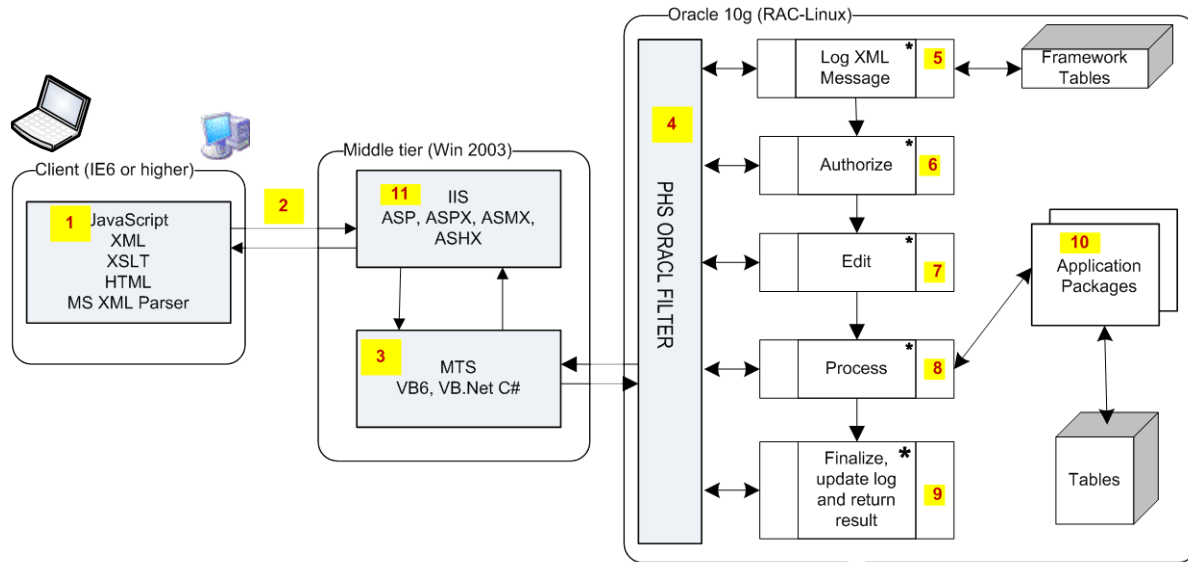 Oracle 10g (RAC-Linux)
Client (IE6 or higher)
1
JavaScript
XML
XSLT
HTML
MS XML Parser
2
Middle tier (Win 2003)
11
IIS
ASP, ASPX, ASMX,
ASHX
3
MTS
VB6, VB.Net C#
4
PHS ORACL FILTER
Log XML
Message
*
5
Framework
Tables
Authorize
*
6
Edit
*
7
Process
*
8
Finalize,
update log
and return
result
*
9
10
Application
Packages
Tables